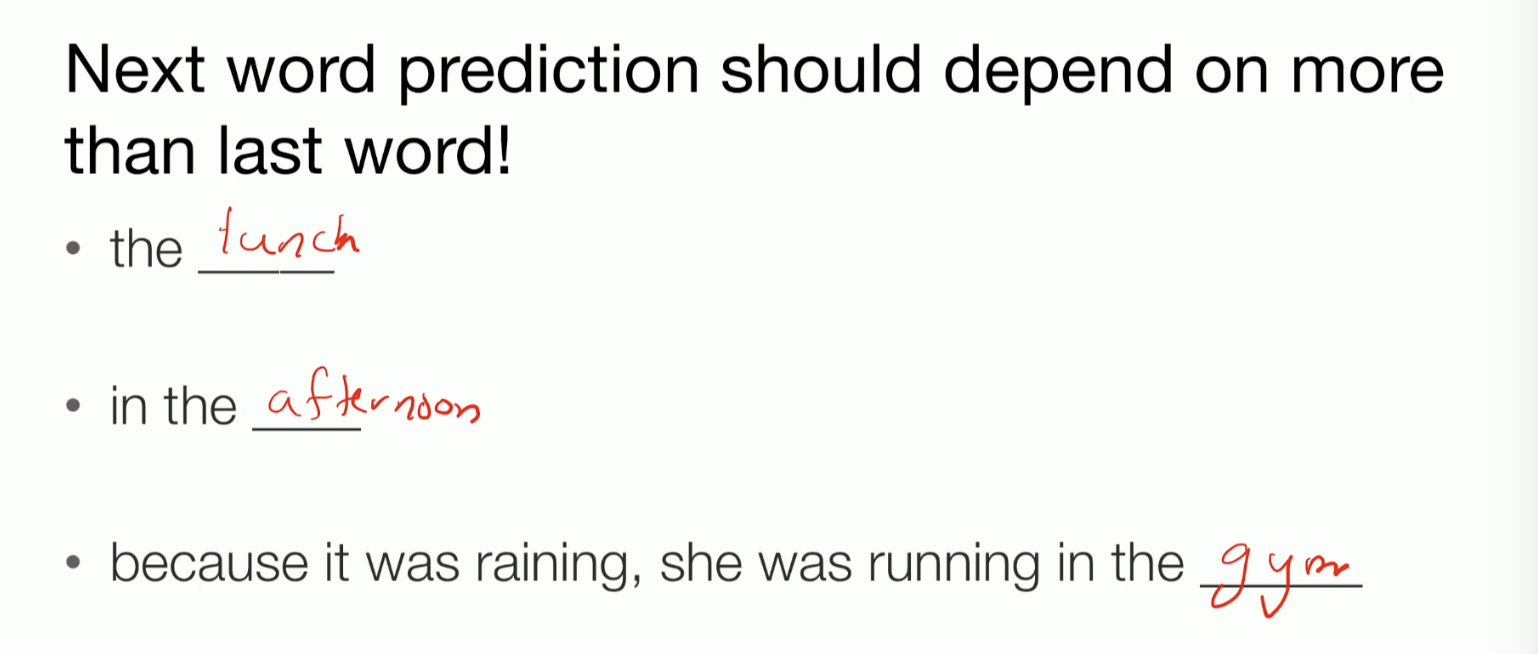 Next word prediction should depend on more
than last word!
• the lunch
• in the afternoon
• because it was raining, she was running in the gym